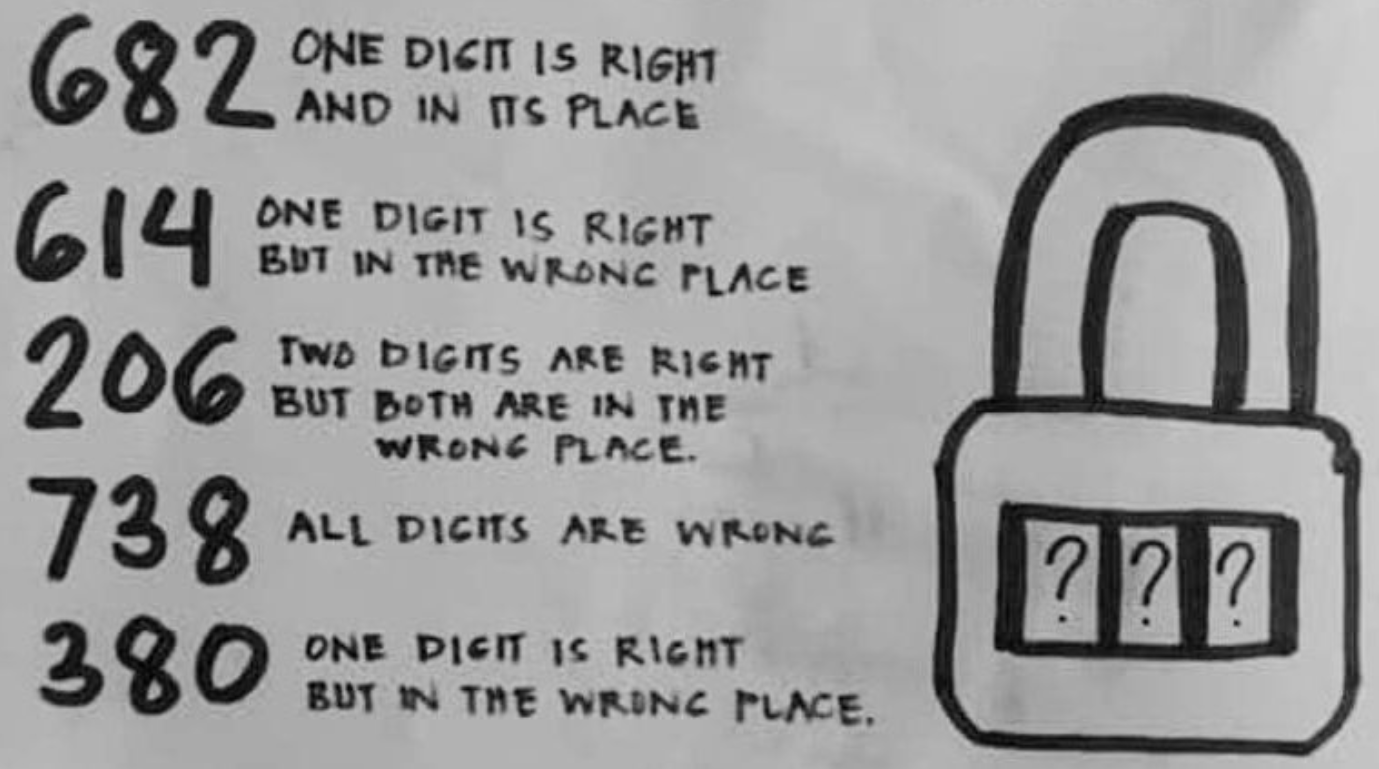 682 ONE DIGIT IS RIGHT
AND IN ITS PLACE
614 ONE DIGIT IS RIGHT
BUT IN THE WRONG PLACE
206 TWO DIGITS ARE RIGHT
BUT BOTH ARE IN THE
WRONG PLACE.
738 ALL DIGITS ARE WRONG
380 ONE DIGIT IS RIGHT
BUT IN THE WRONG PLACE.
? ? ?